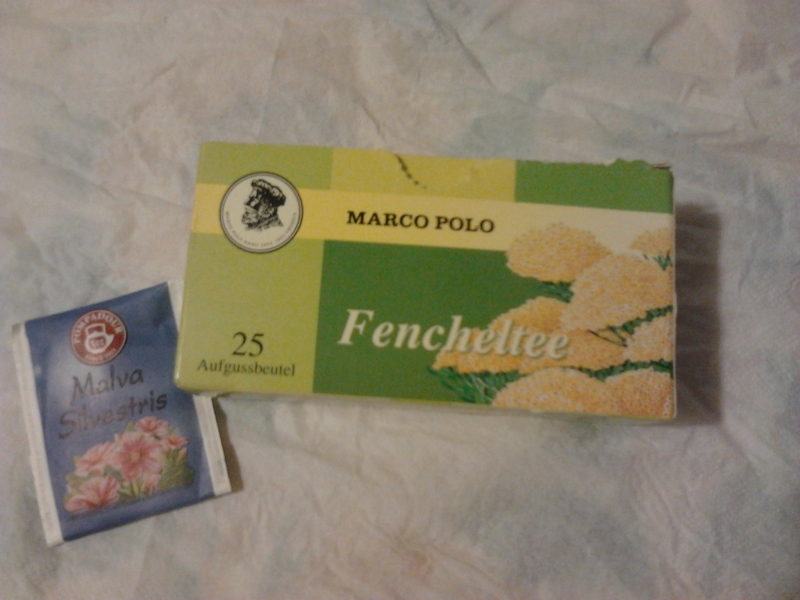 MARCO POLO
Fencheltee
25
Aufgussbeutel
POMPADOUR
Malva
Silvestris